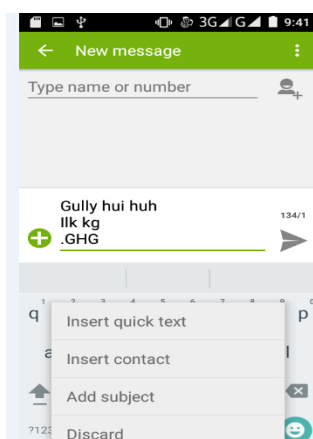 3G G 9:41
New message
Type name or number
Gully hui huh
Ilk kg
.GHG
134/1
q p
Insert quick text
Insert contact
Add subject
?123
Discard